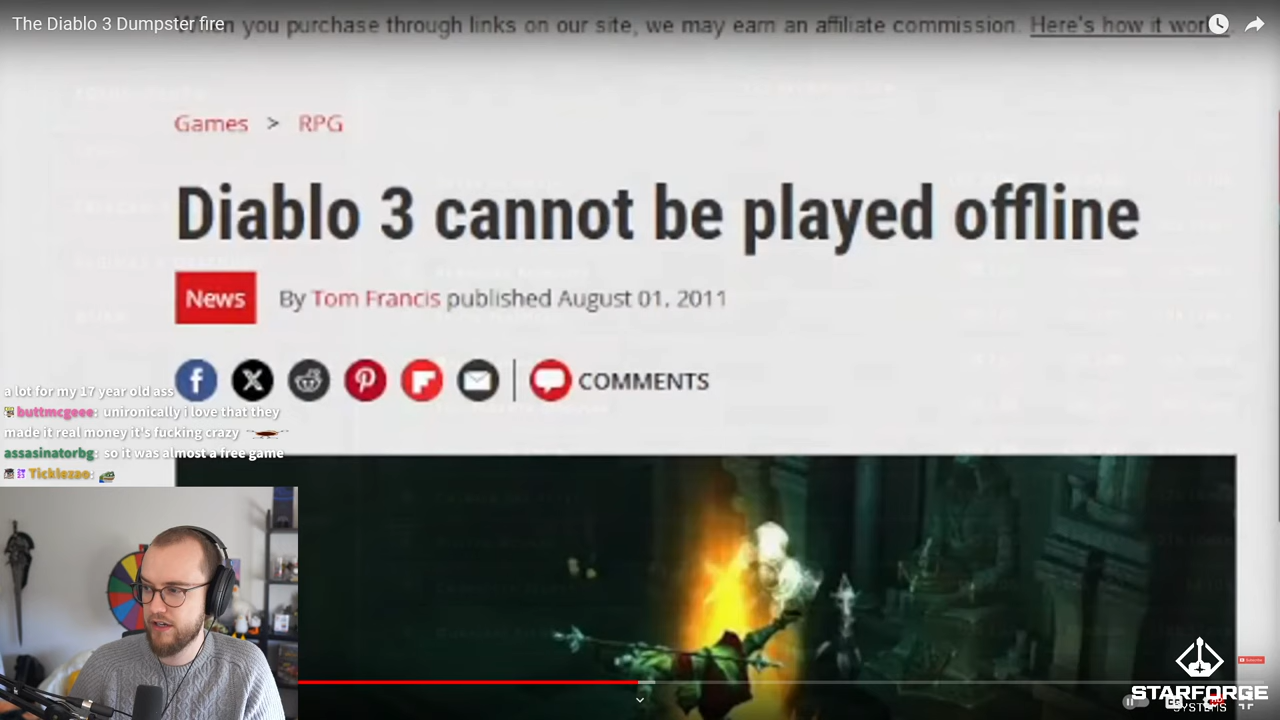 The Diablo 3 Dumpster fire
n you purchase through links on our site, we may earn an affiliate commission. Here's how it wor
Games > RPG
Diablo 3 cannot be played offline
News By Tom Francis published August 01, 2011
COMMENTS
a lot for my 17 year old ass
buttmcgeee: unironically i love that they
made it real money it's fucking crazy
assasinatorbg: so it was almost a free game
Ticklezao:
STARFORGE
SYSTEMS